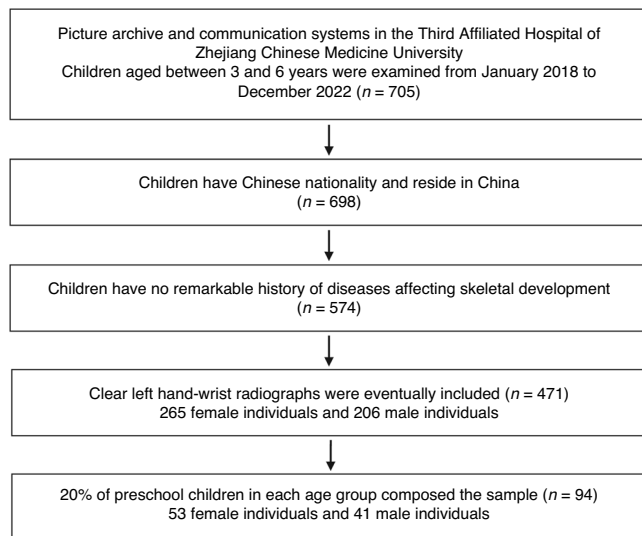 Picture archive and communication systems in the Third Affiliated Hospital of
Zhejiang Chinese Medicine University
Children aged between 3 and 6 years were examined from January 2018 to
December 2022 (n = 705)
Children have Chinese nationality and reside in China
(n = 698)
Children have no remarkable history of diseases affecting skeletal development
(n = 574)
Clear left hand-wrist radiographs were eventually included (n = 471)
265 female individuals and 206 male individuals
20% of preschool children in each age group composed the sample (n = 94)
53 female individuals and 41 male individuals